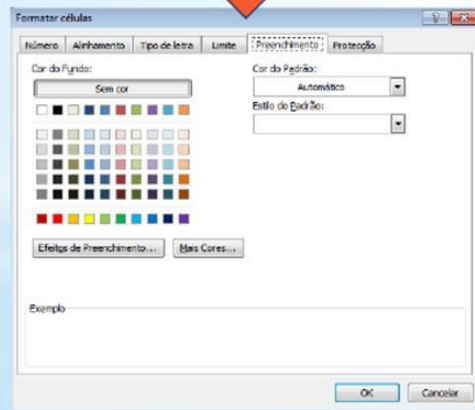 Formatar células
Número Alinhamento Tipo de letra Limite Preenchimento Protecção
Cor do Fundo:
Sem cor
Cor do Padrão:
Automático
Estilo do Padrão:
Efeitos de Preenchimento... Mais Cores...
Exemplo
OK Cancelar